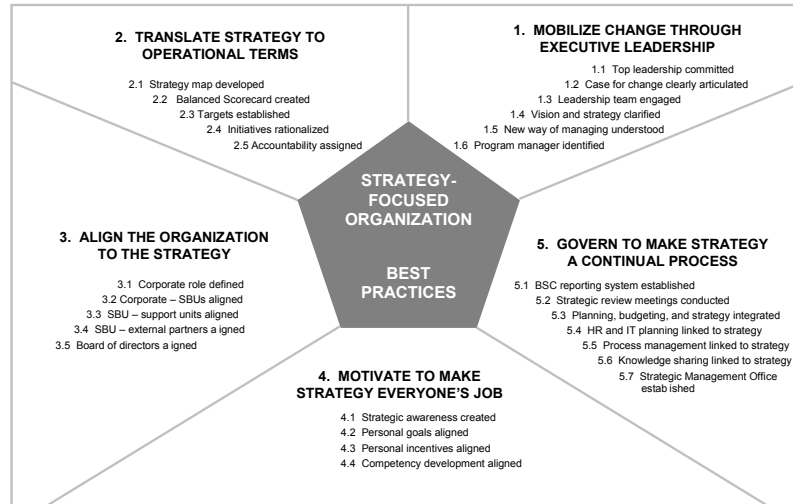 2. TRANSLATE STRATEGY TO
OPERATIONAL TERMS
2.1 Strategy map developed
2.2 Balanced Scorecard created
2.3 Targets established
2.4 Initiatives rationalized
2.5 Accountability assigned
1. MOBILIZE CHANGE THROUGH
EXECUTIVE LEADERSHIP
1.1 Top leadership committed
1.2 Case for change clearly articulated
1.3 Leadership team engaged
1.4 Vision and strategy clarified
1.5 New way of managing understood
1.6 Program manager identified
STRATEGY-
FOCUSED
ORGANIZATION
BEST
PRACTICES
3. ALIGN THE ORGANIZATION
TO THE STRATEGY
3.1 Corporate role defined
3.2 Corporate – SBUs aligned
3.3 SBU – support units aligned
3.4 SBU – external partners a igned
3.5 Board of directors a igned
5. GOVERN TO MAKE STRATEGY
A CONTINUAL PROCESS
5.1 BSC reporting system established
5.2 Strategic review meetings conducted
5.3 Planning, budgeting, and strategy integrated
5.4 HR and IT planning linked to strategy
5.5 Process management linked to strategy
5.6 Knowledge sharing linked to strategy
5.7 Strategic Management Office
estab ished
4. MOTIVATE TO MAKE
STRATEGY EVERYONE'S JOB
4.1 Strategic awareness created
4.2 Personal goals aligned
4.3 Personal incentives aligned
4.4 Competency development aligned